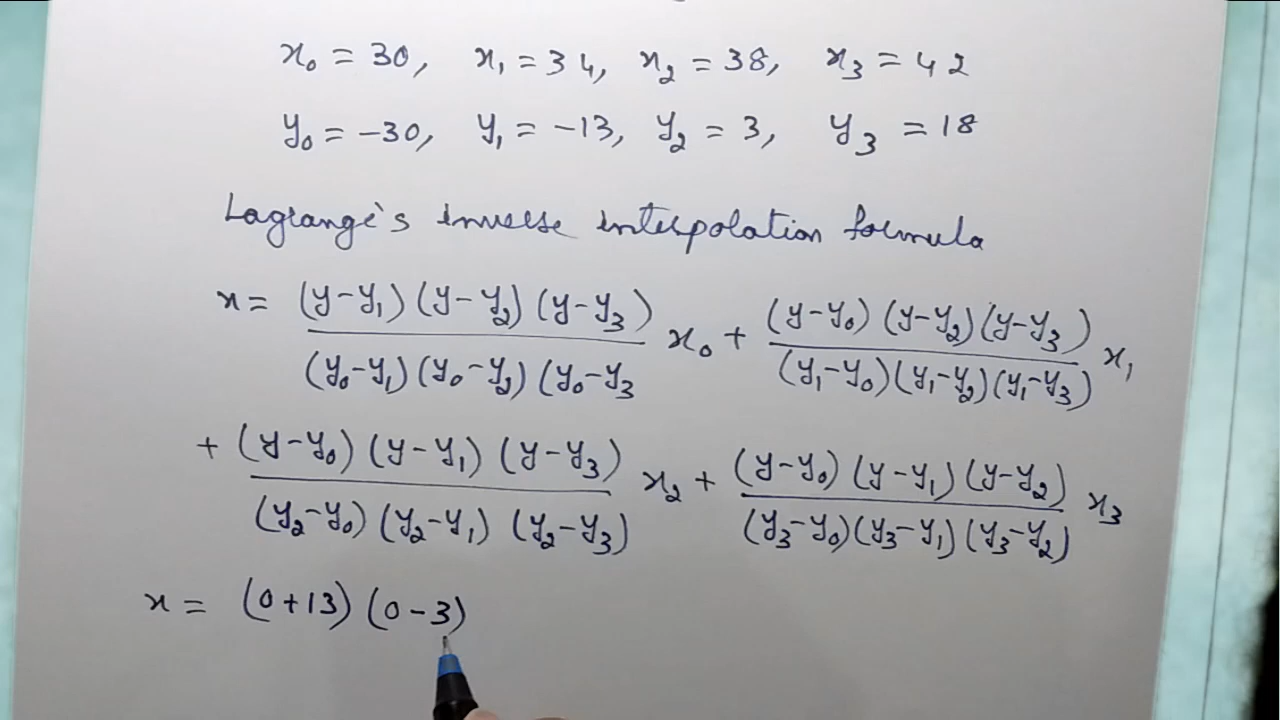 x₀ = 30, x₁ = 34, x₂ = 38, x₃ = 42
y₀ = -30, y₁ = -13, y₂ = 3, y₃ = 18
Lagrange's inverse interpolation formula
x = (y-y₁)(y-y₂)(y-y₃) / (y₀-y₁)(y₀-y₂)(y₀-y₃ x₀ + (y-y₀)(y-y₂)(y-y₃) / (y₁-y₀)(y₁-y₂)(y₁-y₃) x₁
+ (y-y₀)(y-y₁)(y-y₃) / (y₂-y₀)(y₂-y₁)(y₂-y₃) x₂ + (y-y₀)(y-y₁)(y-y₂) / (y₃-y₀)(y₃-y₁)(y₃-y₂) x₃
x = (0+13)(0-3)